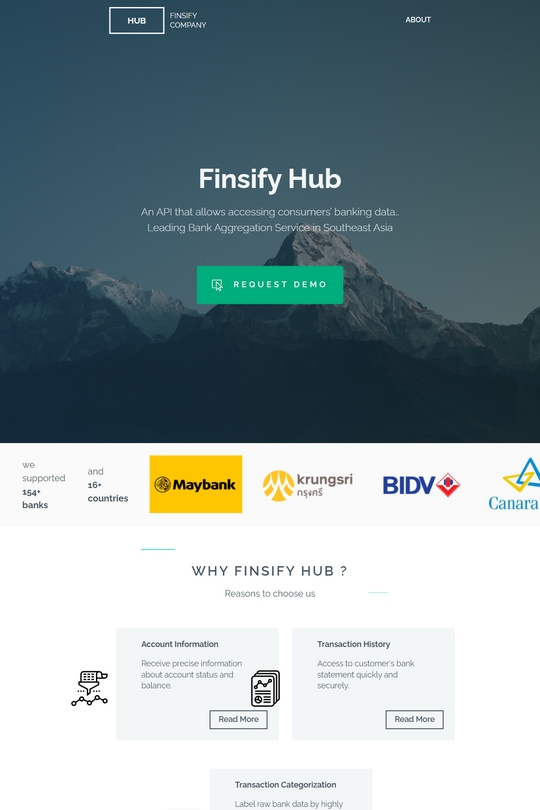 HUB
FINSIFY
COMPANY
ABOUT
Finsify Hub
An API that allows accessing consumers' banking data..
Leading Bank Aggregation Service in Southeast Asia
REQUEST DEMO
we
supported
154+
banks
and
16+
countries
Maybank
krungsri
กรุงศรี
BIDV
Canara
WHY FINSIFY HUB ?
Reasons to choose us
Account Information
Receive precise information
about account status and
balance.
Read More
Transaction History
Access to customer's bank
statement quickly and
securely.
Read More
Transaction Categorization
Label raw bank data by highly